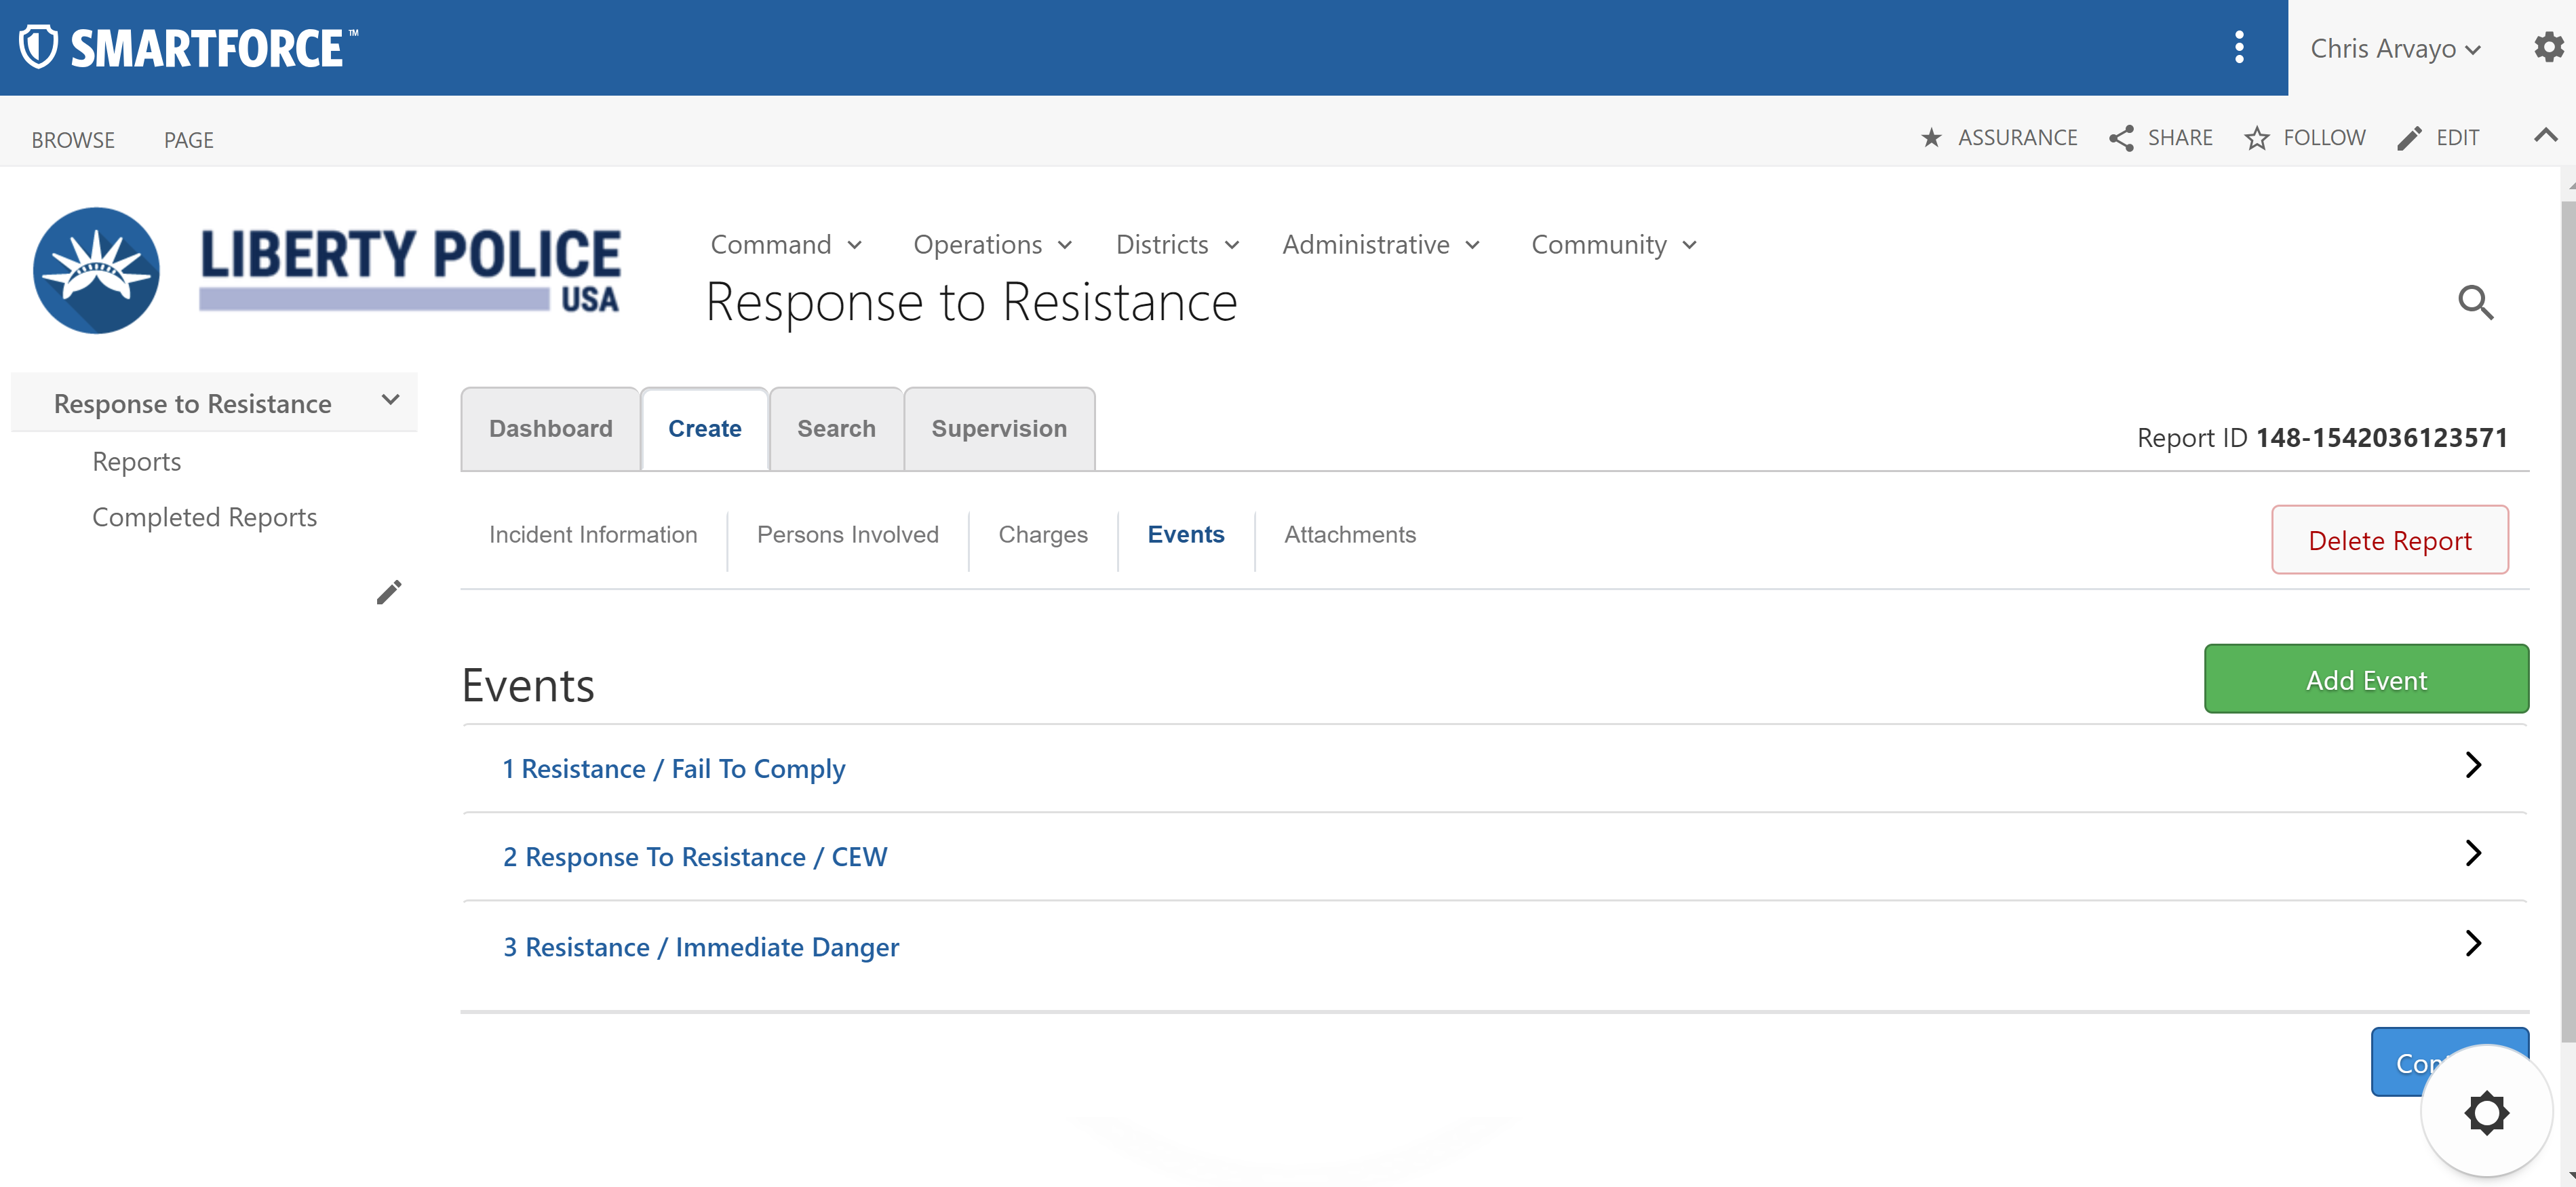 SMARTFORCE™
Chris Arvayo
BROWSE PAGE
ASSURANCE SHARE FOLLOW EDIT
LIBERTY POLICE
USA
Command Operations Districts Administrative Community
Response to Resistance
Response to Resistance
Reports
Completed Reports
Dashboard Create Search Supervision
Report ID 148-1542036123571
Incident Information Persons Involved Charges Events Attachments
Delete Report
Events
Add Event
1 Resistance / Fail To Comply
2 Response To Resistance / CEW
3 Resistance / Immediate Danger